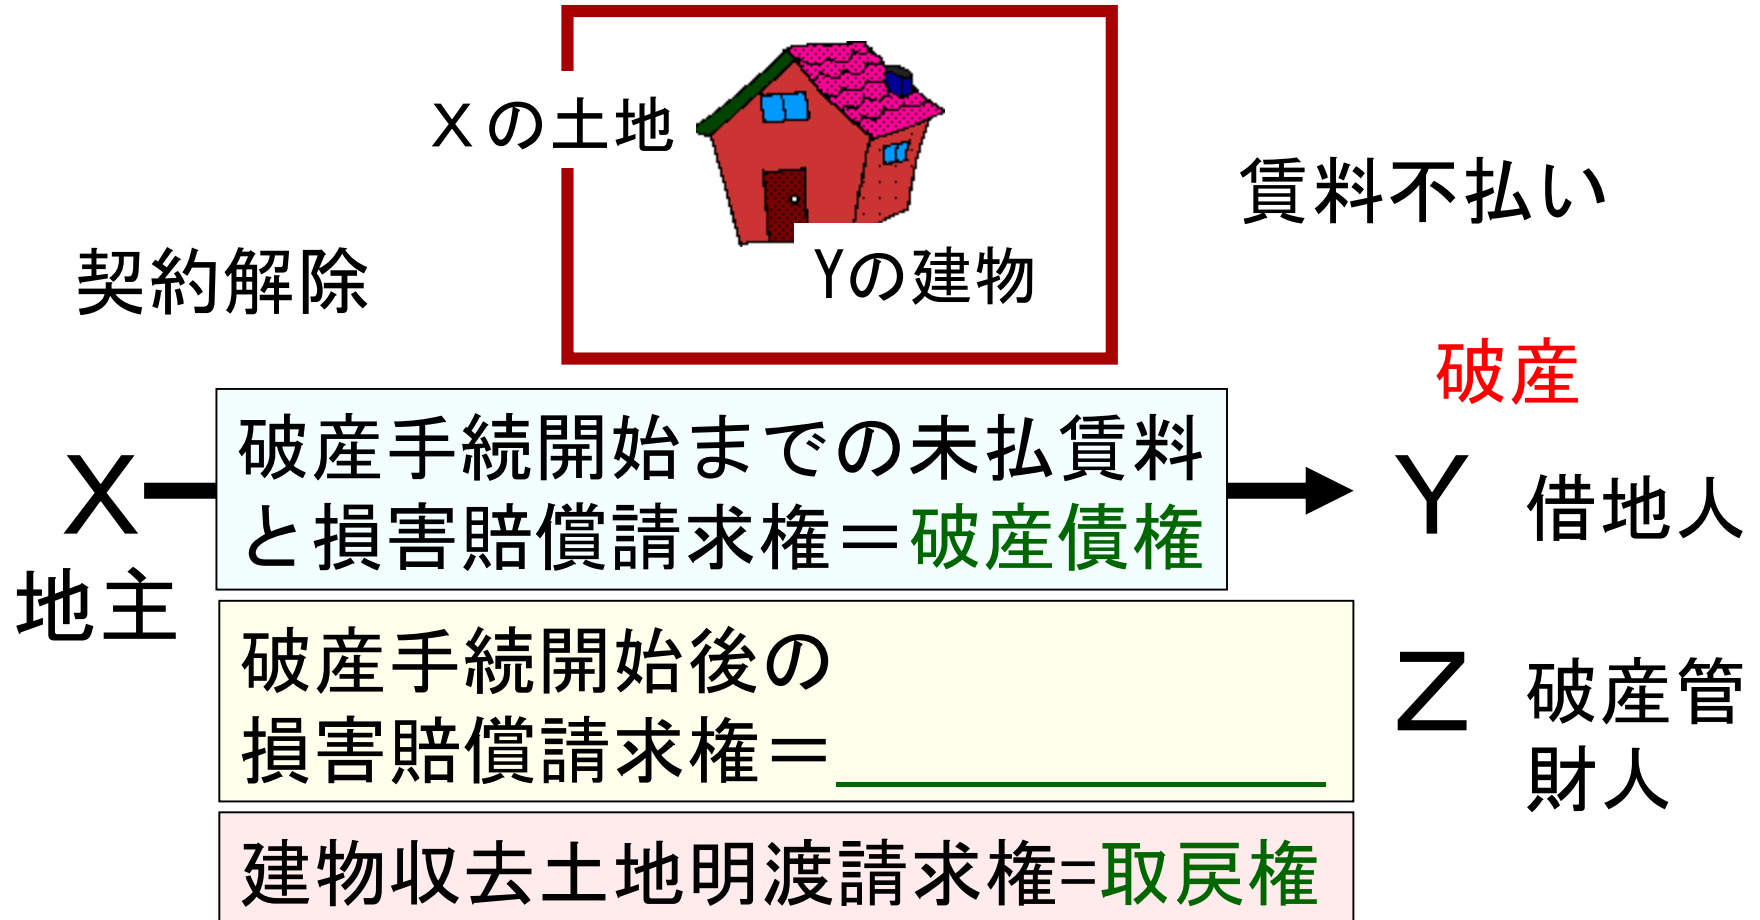 Xの土地
賃料不払い
契約解除
Yの建物
破産
破産手続開始までの未払賃料
と損害賠償請求権＝破産債権
X
地主
Y 借地人
破産手続開始後の
損害賠償請求権＝
Z 破産管
財人
建物収去土地明渡請求権=取戻権